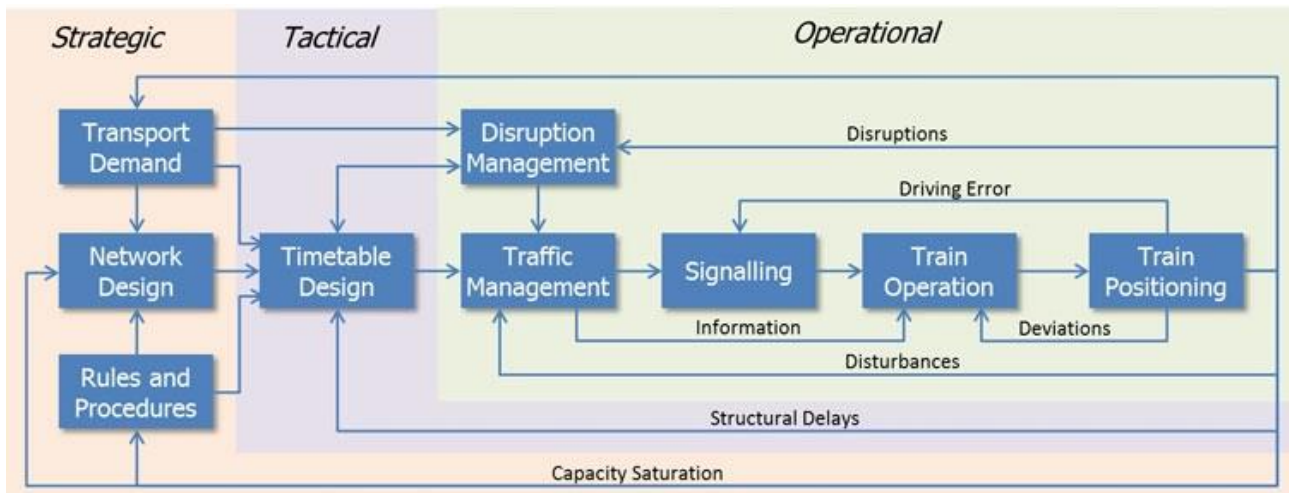 Strategic
Tactical
Operational
Transport
Demand
Disruption
Management
Disruptions
Driving Error
Network
Design
Timetable
Design
Traffic
Management
Signalling
Train
Operation
Train
Positioning
Information
Deviations
Disturbances
Rules and
Procedures
Structural Delays
Capacity Saturation